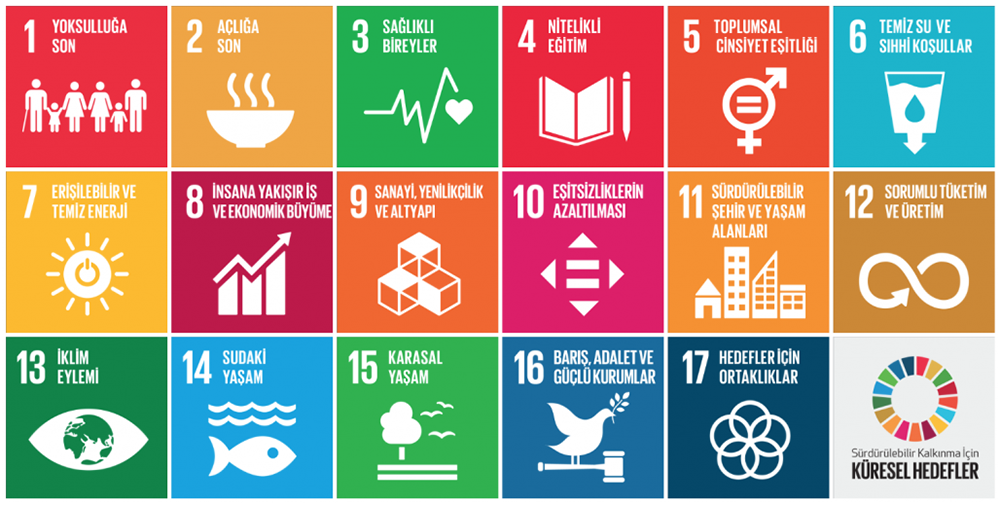 1 YOKSULLUĞA
SON
2 AÇLIĞA
SON
3 SAĞLIKLI
BİREYLER
4 NİTELİKLİ
EĞİTİM
5 TOPLUMSAL
CİNSİYET EŞİTLİĞİ
6 TEMİZ SU VE
SIHHİ KOŞULLAR
7 ERİŞİLEBİLİR VE
TEMİZ ENERJİ
8 İNSANA YAKIŞIR İŞ
VE EKONOMİK BÜYÜME
9 SANAYİ, YENİLİKÇİLİK
VE ALTYAPI
10 EŞİTSİZLİKLERİN
AZALTILMASI
11 SÜRDÜRÜLEBİLİR
ŞEHİR VE YAŞAM
ALANLARI
12 SORUMLU TÜKETİM
VE ÜRETİM
13 İKLİM
EYLEMİ
14 SUDAKİ
YAŞAM
15 KARASAL
YAŞAM
16 BARIŞ, ADALET VE
GÜÇLÜ KURUMLAR
17 HEDEFLER İÇİN
ORTAKLIKLAR
Sürdürülebilir Kalkınma İçin
KÜRESEL HEDEFLER